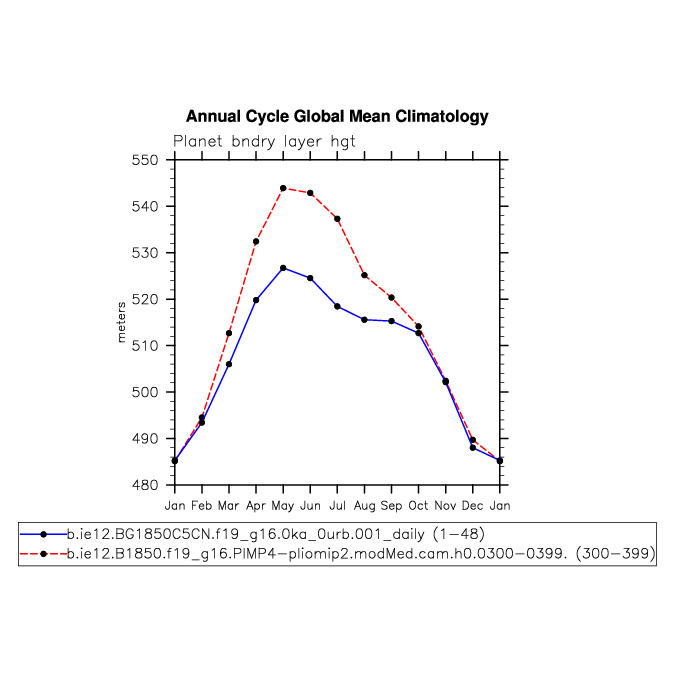 Annual Cycle Global Mean Climatology
Planet bndry layer hgt
550
540
530
520
510
500
490
480
meters
Jan Feb Mar Apr May Jun Jul Aug Sep Oct Nov Dec Jan
b.ie12.BG1850C5CN.f19_g16.0ka_0urb.001_daily (1-48)
b.ie12.B1850.f19_g16.PIMP4-pliomip2.modMed.cam.h0.0300-0399. (300-399)